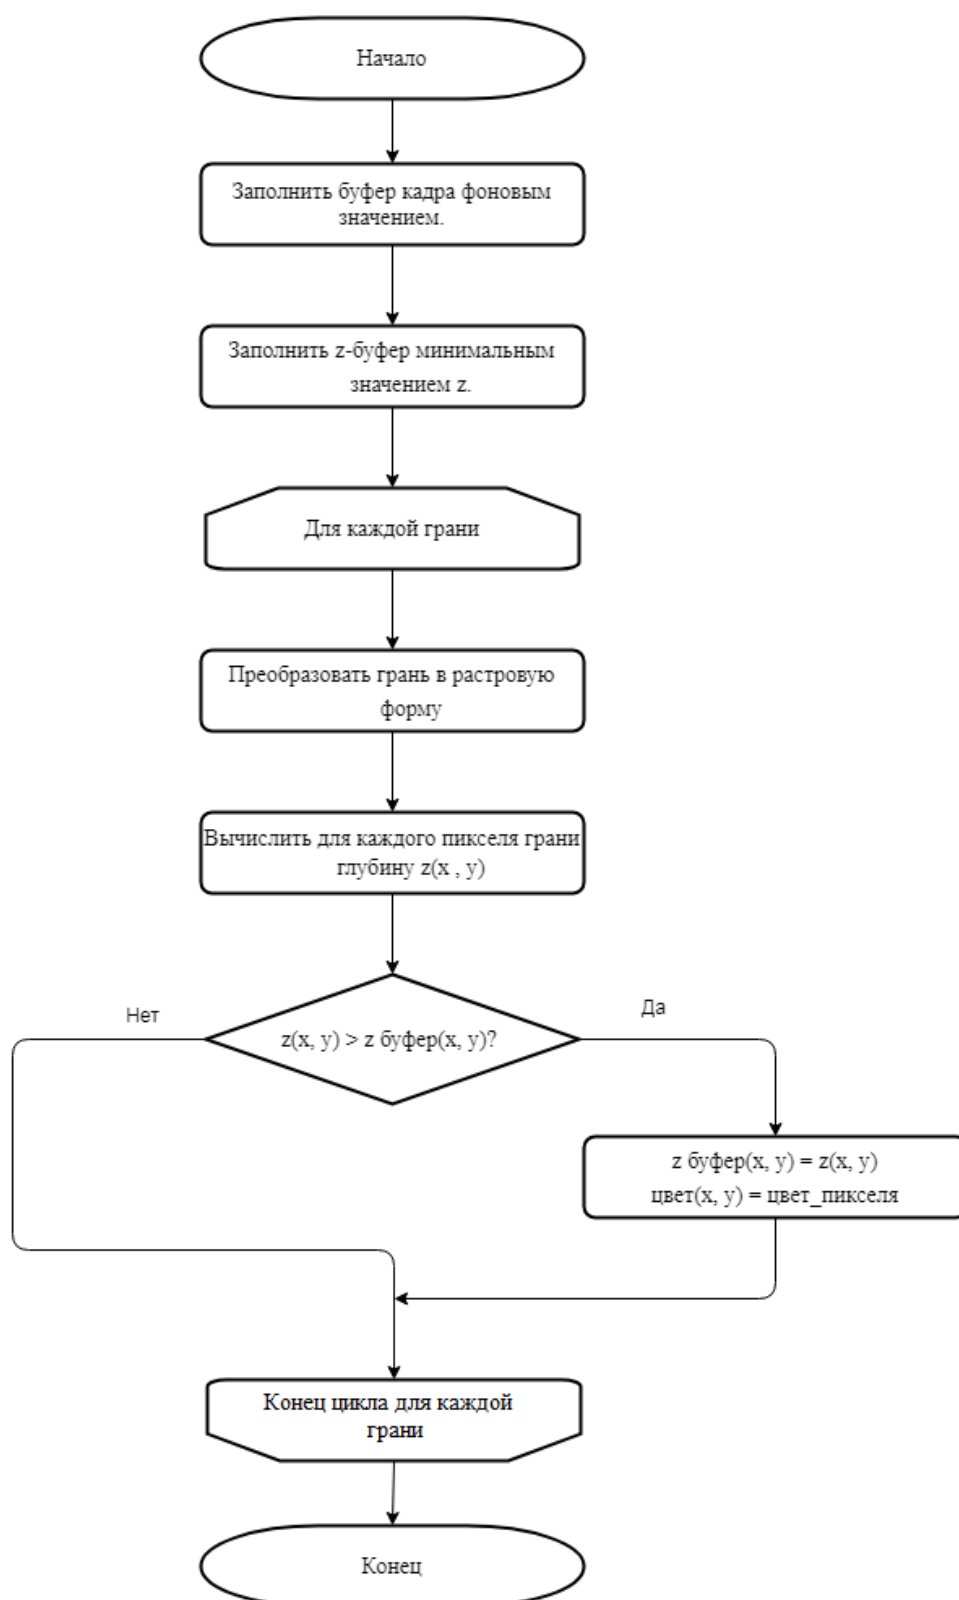 Начало
Заполнить буфер кадра фоновым
значением.
Заполнить z-буфер минимальным
значением z.
Для каждой грани
Преобразовать грань в растровую
форму
Вычислить для каждого пикселя грани
глубину z(x , y)
Нет
z(x, y) > z буфер(x, y)?
Да
z буфер(x, y) = z(x, y)
цвет(x, y) = цвет_пикселя
Конец цикла для каждой
грани
Конец